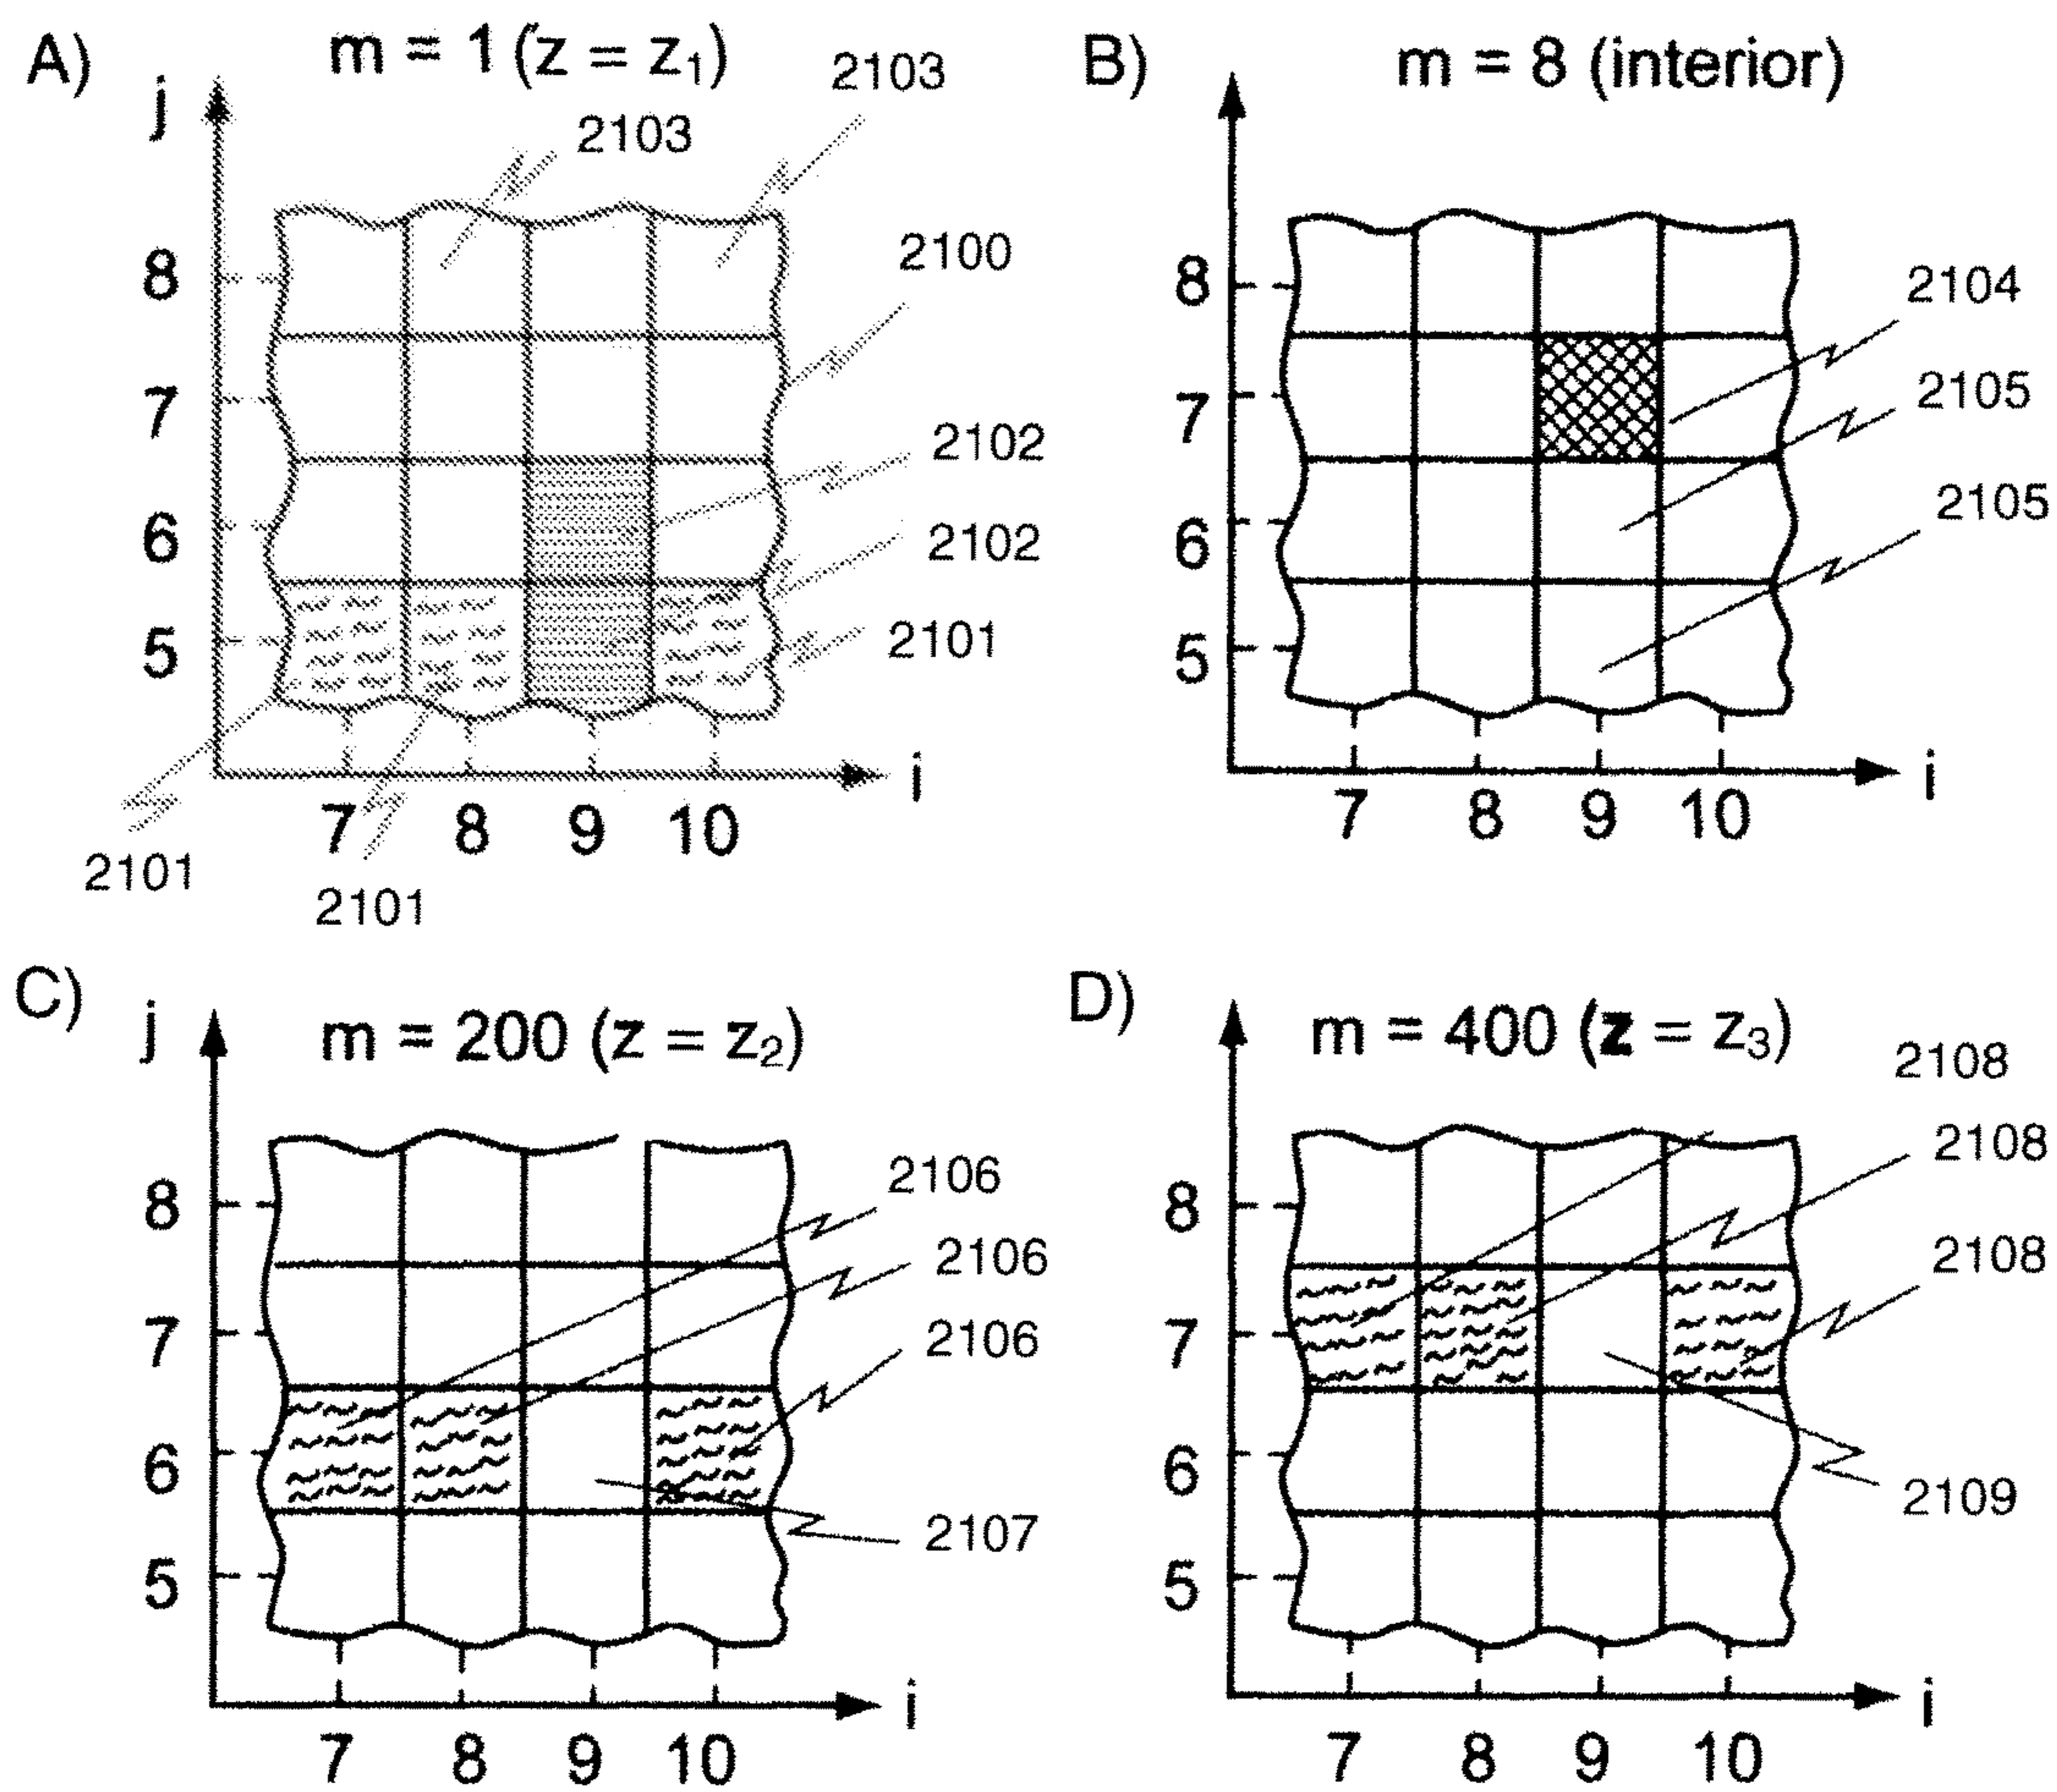 A)
m = 1 (z = z₁)
2103
j
2103
2100
8
7
2102
6
2102
5
2101
i
7 8 9 10
2101
2101
B)
m = 8 (interior)
8
2104
7
2105
6
2105
5
i
7 8 9 10
C)
j
m = 200 (z = z₂)
2106
8
2106
7
2106
6
2107
5
i
7 8 9 10
D)
m = 400 (z = z₃)
2108
2108
8
2108
7
6
2109
5
i
7 8 9 10